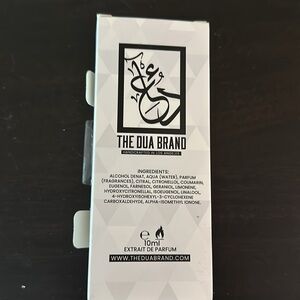 دعاء
THE DUA BRAND
HANDCRAFTED IN LOS ANGELES
INGREDIENTS:
ALCOHOL DENAT, AQUA (WATER), PARFUM
(FRAGRANCES), CITRAL, CITRONELLOL, COUMARIN,
EUGENOL, FARNESOL, GERANIOL, LIMONENE,
HYDROXYCITRONELLAL, ISOEUGENOL, LINALOOL,
4-HYDROXYISOHEXYL-3-CYCLOHEXENE
CARBOXALDEHYDE, ALPHA-ISOMETHYL IONONE.
e
10ml
EXTRAIT DE PARFUM
WWW.THEDUABRAND.COM